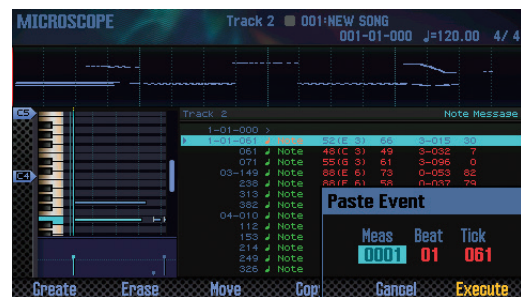 MICROSCOPE
Track 2 001:NEW SONG
001-01-000 ♩=120.00 4/ 4
C5
Track 2 Note Message
1-01-000 >
1-01-061 ♪ Note 52(E 3) 66 3-015 30
061 ♪ Note 48(C 3) 49 3-032 7
071 ♪ Note 55(G 3) 61 3-096 0
C4
03-149 ♪ Note 88(E 6) 73 0-053 82
238 ♪ Note 88(E 6) 58 0-037 79
313 ♪ Note
382 ♪ Note
04-010 ♪ Note
112 ♪ Note
153 ♪ Note
214 ♪ Note
249 ♪ Note
326 ♪ Note
Paste Event
Meas Beat Tick
0001 01 061
Create Erase Move Cop Cancel Execute